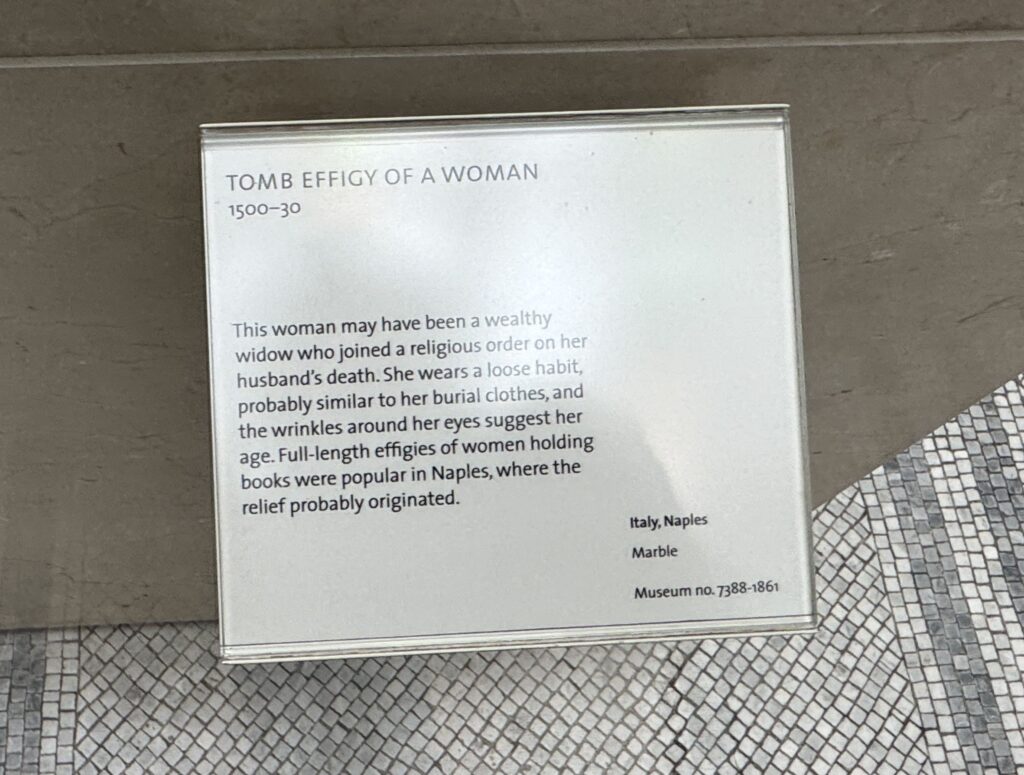 TOMB EFFIGY OF A WOMAN
1500–30
This woman may have been a wealthy
widow who joined a religious order on her
husband's death. She wears a loose habit,
probably similar to her burial clothes, and
the wrinkles around her eyes suggest her
age. Full-length effigies of women holding
books were popular in Naples, where the
relief probably originated.
Italy, Naples
Marble
Museum no. 7388-1861